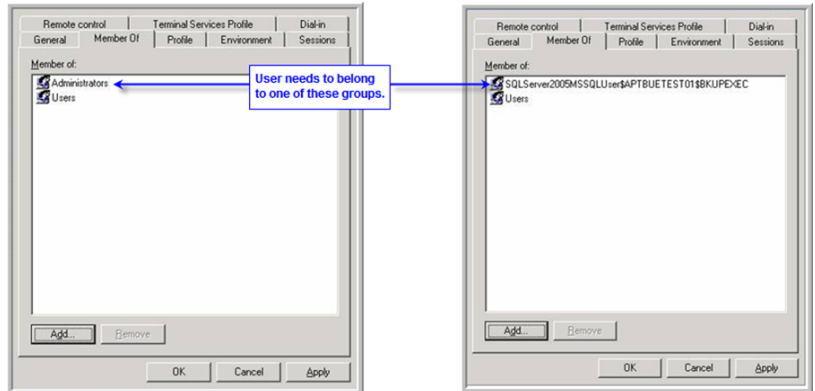 Remote control Terminal Services Profile Dial-in
General Member Of Profile Environment Sessions
Member of:
Administrators
Users
Add... Remove
OK Cancel Apply
User needs to belong
to one of these groups.
Remote control Terminal Services Profile Dial-in
General Member Of Profile Environment Sessions
Member of:
SQLServer2005MSSQLUser$APTBUETEST01$BKUPEXEC
Users
Add... Remove
OK Cancel Apply